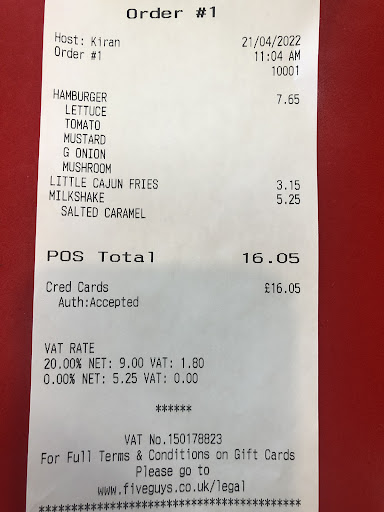 Order #1
Host: Kiran 21/04/2022
Order #1 11:04 AM
10001
HAMBURGER 7.65
LETTUCE
TOMATO
MUSTARD
G ONION
MUSHROOM
LITTLE CAJUN FRIES 3.15
MILKSHAKE 5.25
SALTED CARAMEL
POS Total 16.05
Cred Cards £16.05
Auth:Accepted
VAT RATE
20.00% NET: 9.00 VAT: 1.80
0.00% NET: 5.25 VAT: 0.00
******
VAT No.150178823
For Full Terms & Conditions on Gift Cards
Please go to
www.fiveguys.co.uk/legal
******************************************